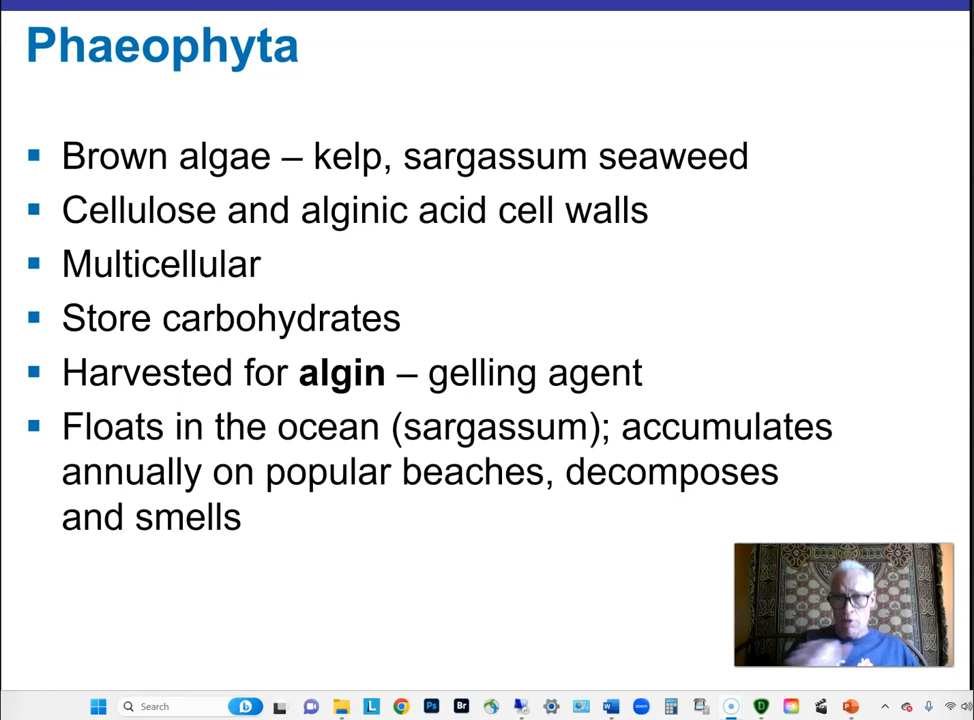 Phaeophyta
▪ Brown algae – kelp, sargassum seaweed
▪ Cellulose and alginic acid cell walls
▪ Multicellular
▪ Store carbohydrates
▪ Harvested for algin – gelling agent
▪ Floats in the ocean (sargassum); accumulates
annually on popular beaches, decomposes
and smells
Search